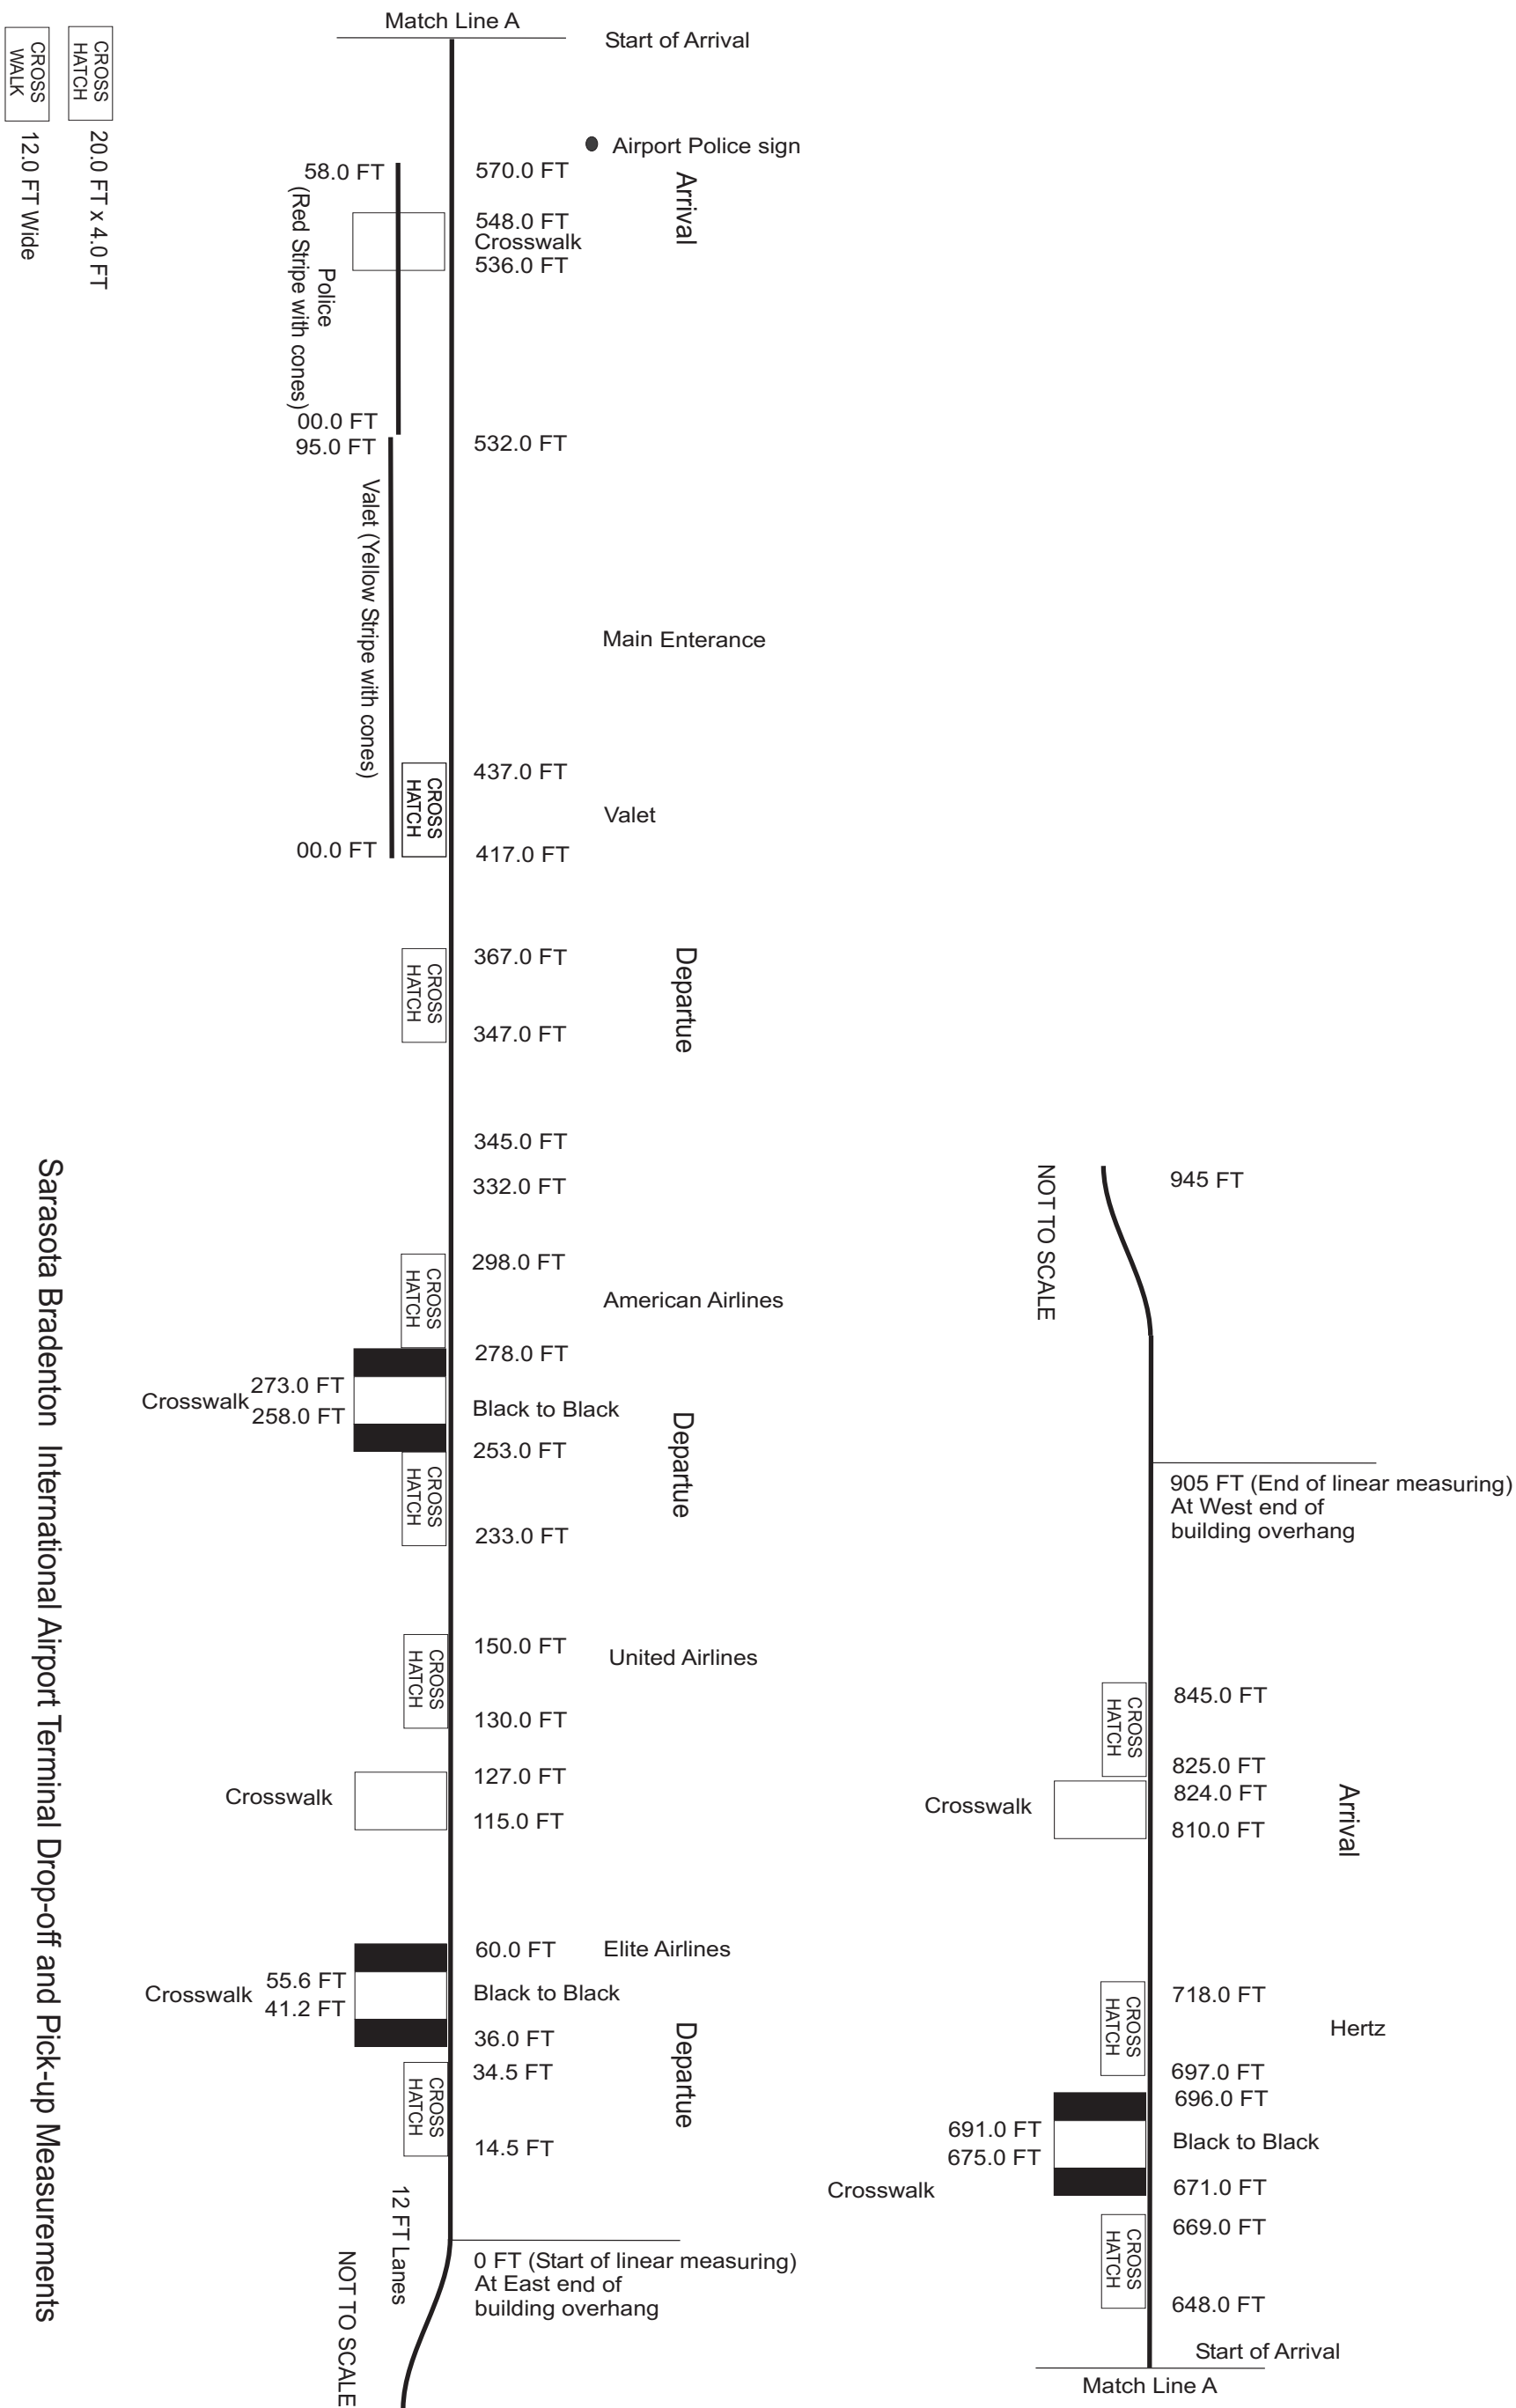 Match Line A
Start of Arrival
CROSS
HATCH
20.0 FT x 4.0 FT
CROSS
WALK
12.0 FT Wide
Airport Police sign
58.0 FT
570.0 FT
Arrival
548.0 FT
Crosswalk
536.0 FT
Police
(Red Stripe with cones)
00.0 FT
95.0 FT
532.0 FT
Valet (Yellow Stripe with cones)
Main Enterance
437.0 FT
CROSS
HATCH
Valet
00.0 FT
417.0 FT
367.0 FT
CROSS
HATCH
Departue
347.0 FT
345.0 FT
332.0 FT
298.0 FT
CROSS
HATCH
American Airlines
278.0 FT
273.0 FT
Crosswalk
258.0 FT
Black to Black
Departue
253.0 FT
CROSS
HATCH
233.0 FT
150.0 FT
United Airlines
CROSS
HATCH
130.0 FT
127.0 FT
Crosswalk
115.0 FT
60.0 FT
Elite Airlines
55.6 FT
Crosswalk
41.2 FT
Black to Black
36.0 FT
Departue
34.5 FT
CROSS
HATCH
14.5 FT
12 FT Lanes
0 FT (Start of linear measuring)
At East end of
building overhang
NOT TO SCALE
945 FT
NOT TO SCALE
905 FT (End of linear measuring)
At West end of
building overhang
845.0 FT
CROSS
HATCH
825.0 FT
824.0 FT
Crosswalk
810.0 FT
Arrival
718.0 FT
CROSS
HATCH
Hertz
697.0 FT
696.0 FT
691.0 FT
675.0 FT
Black to Black
Crosswalk
671.0 FT
669.0 FT
CROSS
HATCH
648.0 FT
Start of Arrival
Match Line A
Sarasota Bradenton International Airport Terminal Drop-off and Pick-up Measurements